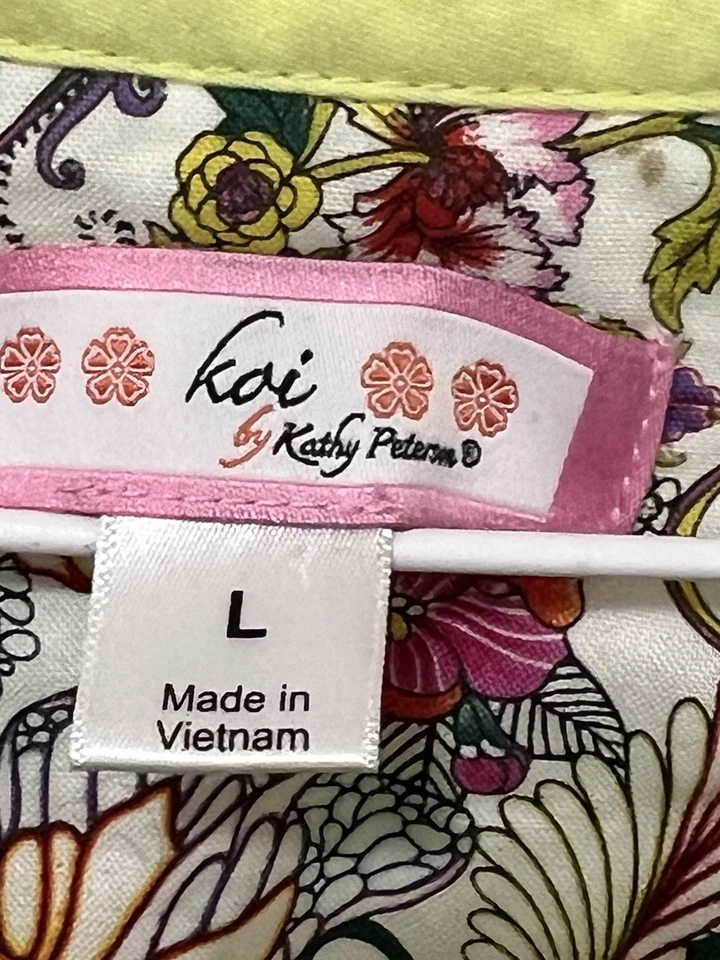 koi
by Kathy Peterson®
L
Made in
Vietnam